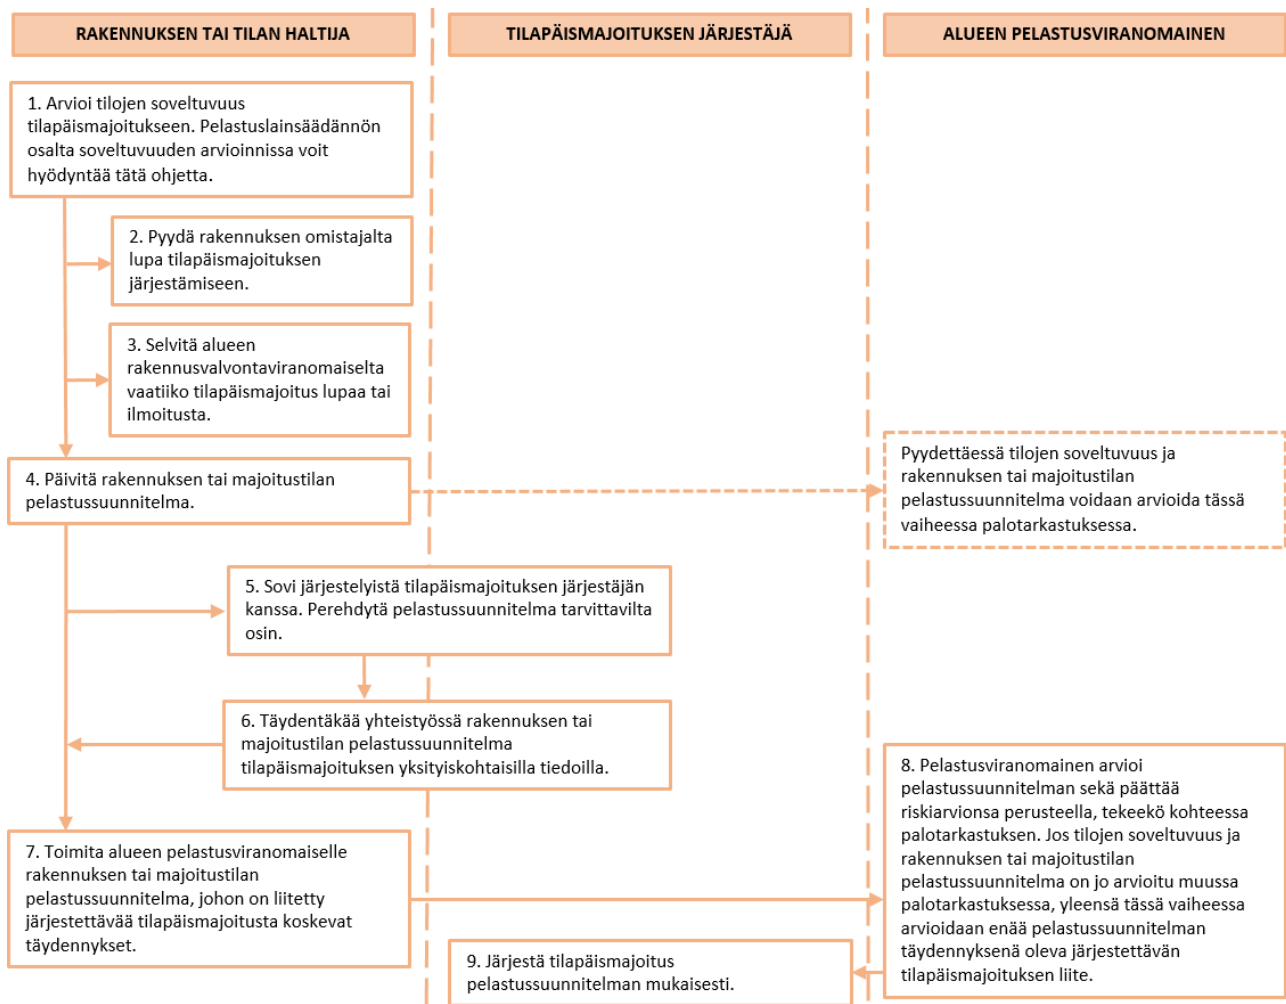 RAKENNUKSEN TAI TILAN HALTIJA
TILAPÄISMAJOITUKSEN JÄRJESTÄJÄ
ALUEEN PELASTUSVIRANOMAINEN
1. Arvioi tilojen soveltuvuus
tilapäismajoitukseen. Pelastuslainsäädännön
osalta soveltuvuuden arvioinnissa voit
hyödyntää tätä ohjetta.
2. Pyydä rakennuksen omistajalta
lupa tilapäismajoituksen
järjestämiseen.
3. Selvitä alueen
rakennusvalvontaviranomaiselta
vaatiiko tilapäismajoitus lupaa tai
ilmoitusta.
4. Päivitä rakennuksen tai majoitustilan
pelastussuunnitelma.
Pyydettäessä tilojen soveltuvuus ja
rakennuksen tai majoitustilan
pelastussuunnitelma voidaan arvioida tässä
vaiheessa palotarkastuksessa.
5. Sovi järjestelyistä tilapäismajoituksen järjestäjän
kanssa. Perehdytä pelastussuunnitelma tarvittavilta
osin.
6. Täydentäkää yhteistyössä rakennuksen tai
majoitustilan pelastussuunnitelma
tilapäismajoituksen yksityiskohtaisilla tiedoilla.
7. Toimita alueen pelastusviranomaiselle
rakennuksen tai majoitustilan
pelastussuunnitelma, johon on liitetty
järjestettävää tilapäismajoitusta koskevat
täydennykset.
8. Pelastusviranomainen arvioi
pelastussuunnitelman sekä päättää
riskiarvionsa perusteella, tekeekö kohteessa
palotarkastuksen. Jos tilojen soveltuvuus ja
rakennuksen tai majoitustilan
pelastussuunnitelma on jo arvioitu muussa
palotarkastuksessa, yleensä tässä vaiheessa
arvioidaan enää pelastussuunnitelman
täydennyksenä oleva järjestettävän
tilapäismajoituksen liite.
9. Järjestä tilapäismajoitus
pelastussuunnitelman mukaisesti.